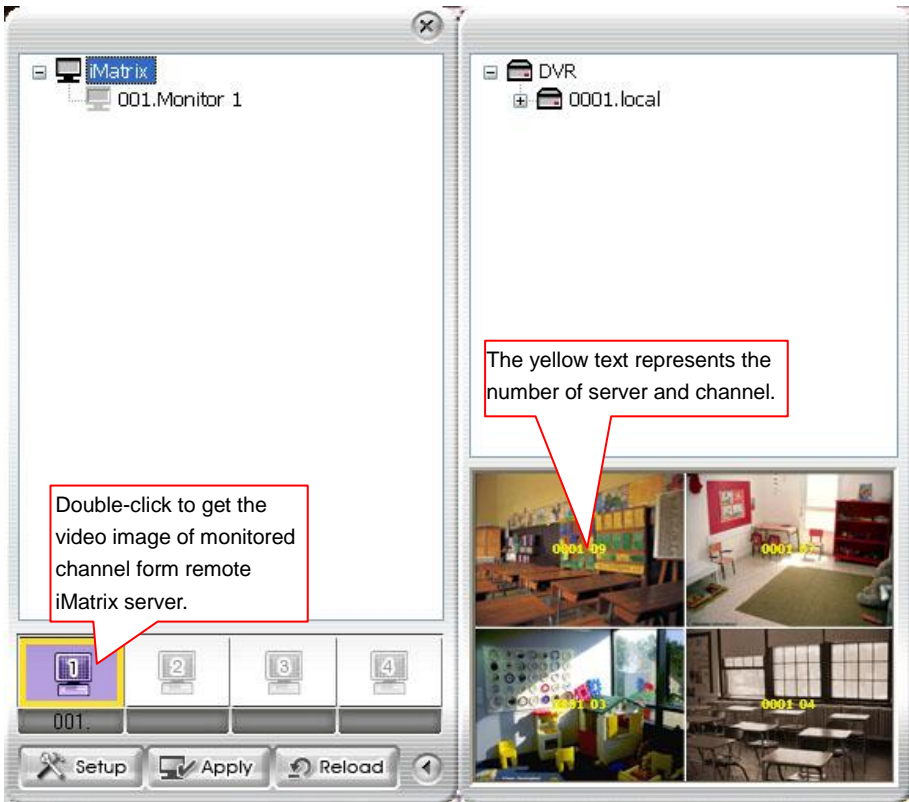 iMatrix
001.Monitor 1
DVR
0001.local
The yellow text represents the
number of server and channel.
Double-click to get the
video image of monitored
channel form remote
iMatrix server.
0001 09
0001 07
0001 03
0001 04
1
2
3
4
001.
Setup
Apply
Reload